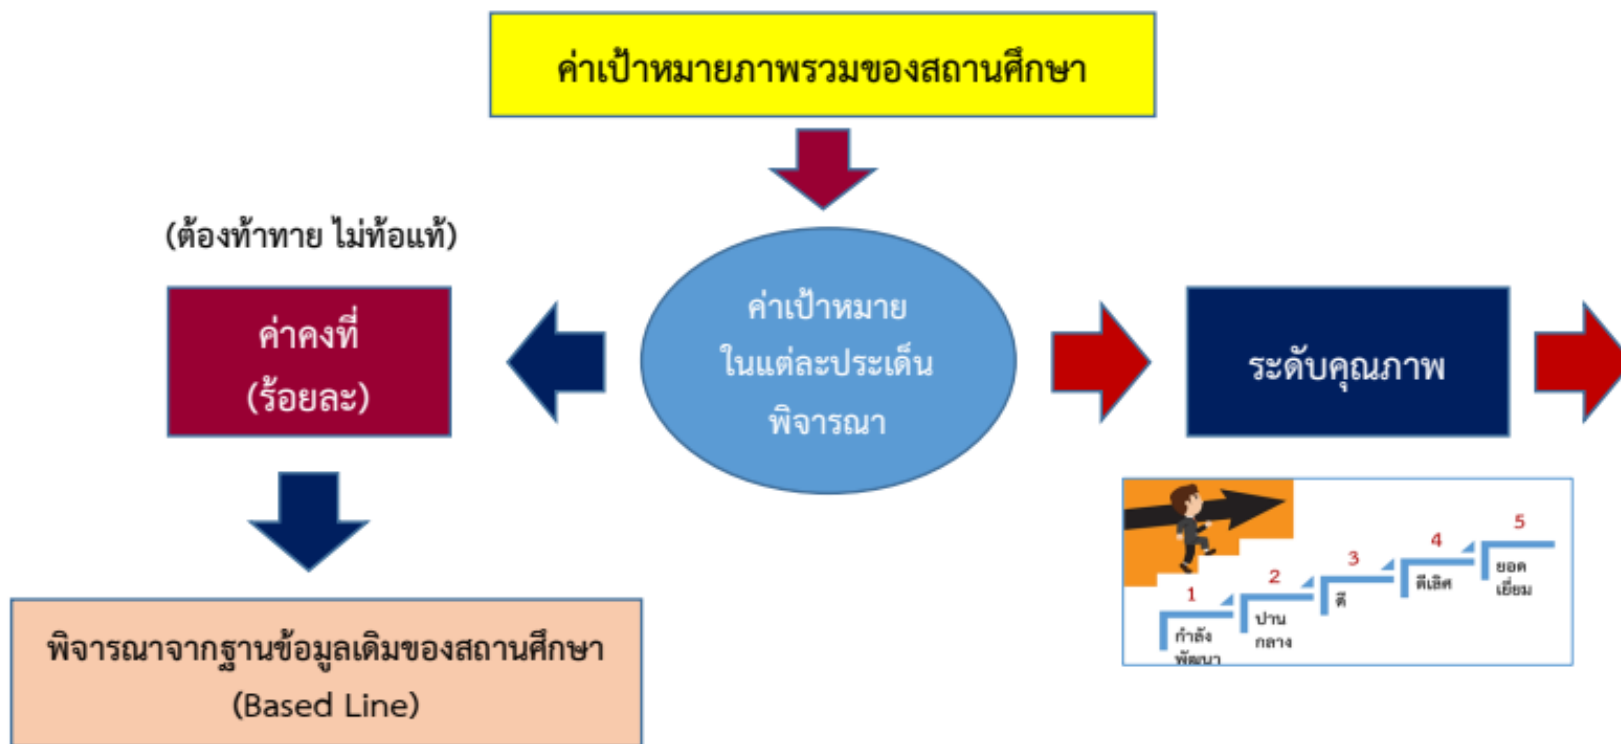 ค่าเป้าหมายภาพรวมของสถานศึกษา
(ต้องท้าทาย ไม่ท้อแท้)
ค่าคงที่
(ร้อยละ)
ค่าเป้าหมาย
ในแต่ละประเด็น
พิจารณา
ระดับคุณภาพ
1
กำลัง
พัฒนา
2
ปาน
กลาง
3
ดี
4
ดีเลิศ
5
ยอด
เยี่ยม
พิจารณาจากฐานข้อมูลเดิมของสถานศึกษา
(Based Line)